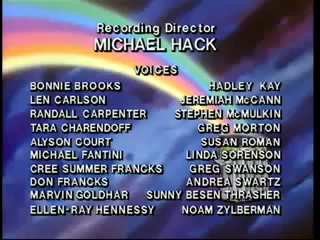 Recording Director
MICHAEL HACK
VOICES
BONNIE BROOKS HADLEY KAY
LEN CARLSON JEREMIAH McCANN
RANDALL CARPENTER STEPHEN McMULKIN
TARA CHARENDOFF GREG MORTON
ALYSON COURT SUSAN ROMAN
MICHAEL FANTINI LINDA SORENSON
CREE SUMMER FRANCKS GREG SWANSON
DON FRANCKS ANDREA SWARTZ
MARVIN GOLDHAR SUNNY BESEN THRASHER
ELLEN-RAY HENNESSY NOAM ZYLBERMAN